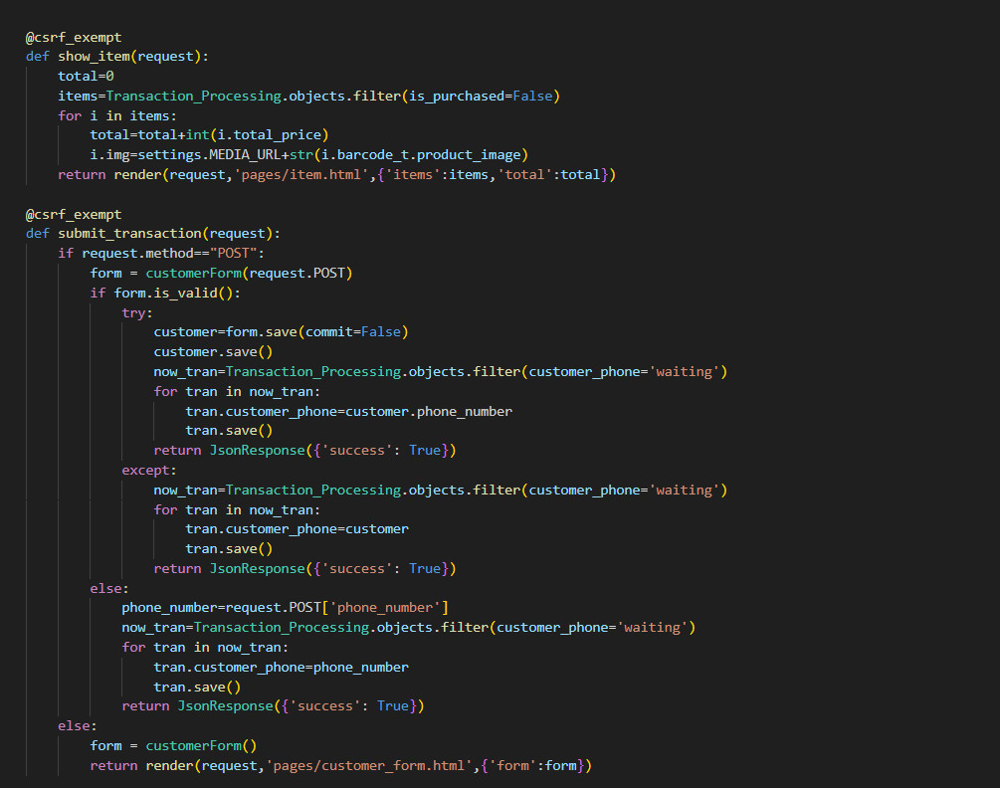 @csrf_exempt
def show_item(request):
    total=0
    items=Transaction_Processing.objects.filter(is_purchased=False)
    for i in items:
        total=total+int(i.total_price)
        i.img=settings.MEDIA_URL+str(i.barcode_t.product_image)
    return render(request,'pages/item.html',{'items':items,'total':total})

@csrf_exempt
def submit_transaction(request):
    if request.method=="POST":
        form = customerForm(request.POST)
        if form.is_valid():
            try:
                customer=form.save(commit=False)
                customer.save()
                now_tran=Transaction_Processing.objects.filter(customer_phone='waiting')
                for tran in now_tran:
                    tran.customer_phone=customer.phone_number
                    tran.save()
                return JsonResponse({'success': True})
            except:
                now_tran=Transaction_Processing.objects.filter(customer_phone='waiting')
                for tran in now_tran:
                    tran.customer_phone=customer
                    tran.save()
                return JsonResponse({'success': True})
        else:
            phone_number=request.POST['phone_number']
            now_tran=Transaction_Processing.objects.filter(customer_phone='waiting')
            for tran in now_tran:
                tran.customer_phone=phone_number
                tran.save()
            return JsonResponse({'success': True})
    else:
        form = customerForm()
        return render(request,'pages/customer_form.html',{'form':form})